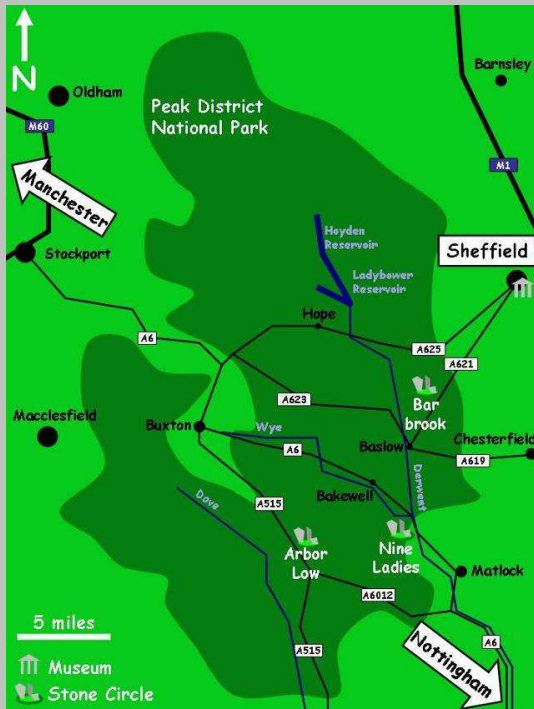 N
Oldham
Barnsley
Peak District
National Park
M60
M1
Manchester
Stockport
Hoyden
Reservoir
Sheffield
Ladybower
Reservoir
Hope
A6
A625
A621
A623
Bar
brook
Macclesfield
Buxton
Wye
Baslow
Chesterfield
A6
A619
Bakewell
Derwent
Dove
A515
Arbor
Low
Nine
Ladies
Matlock
A6012
5 miles
A515
Nottingham
A6
Museum
Stone Circle